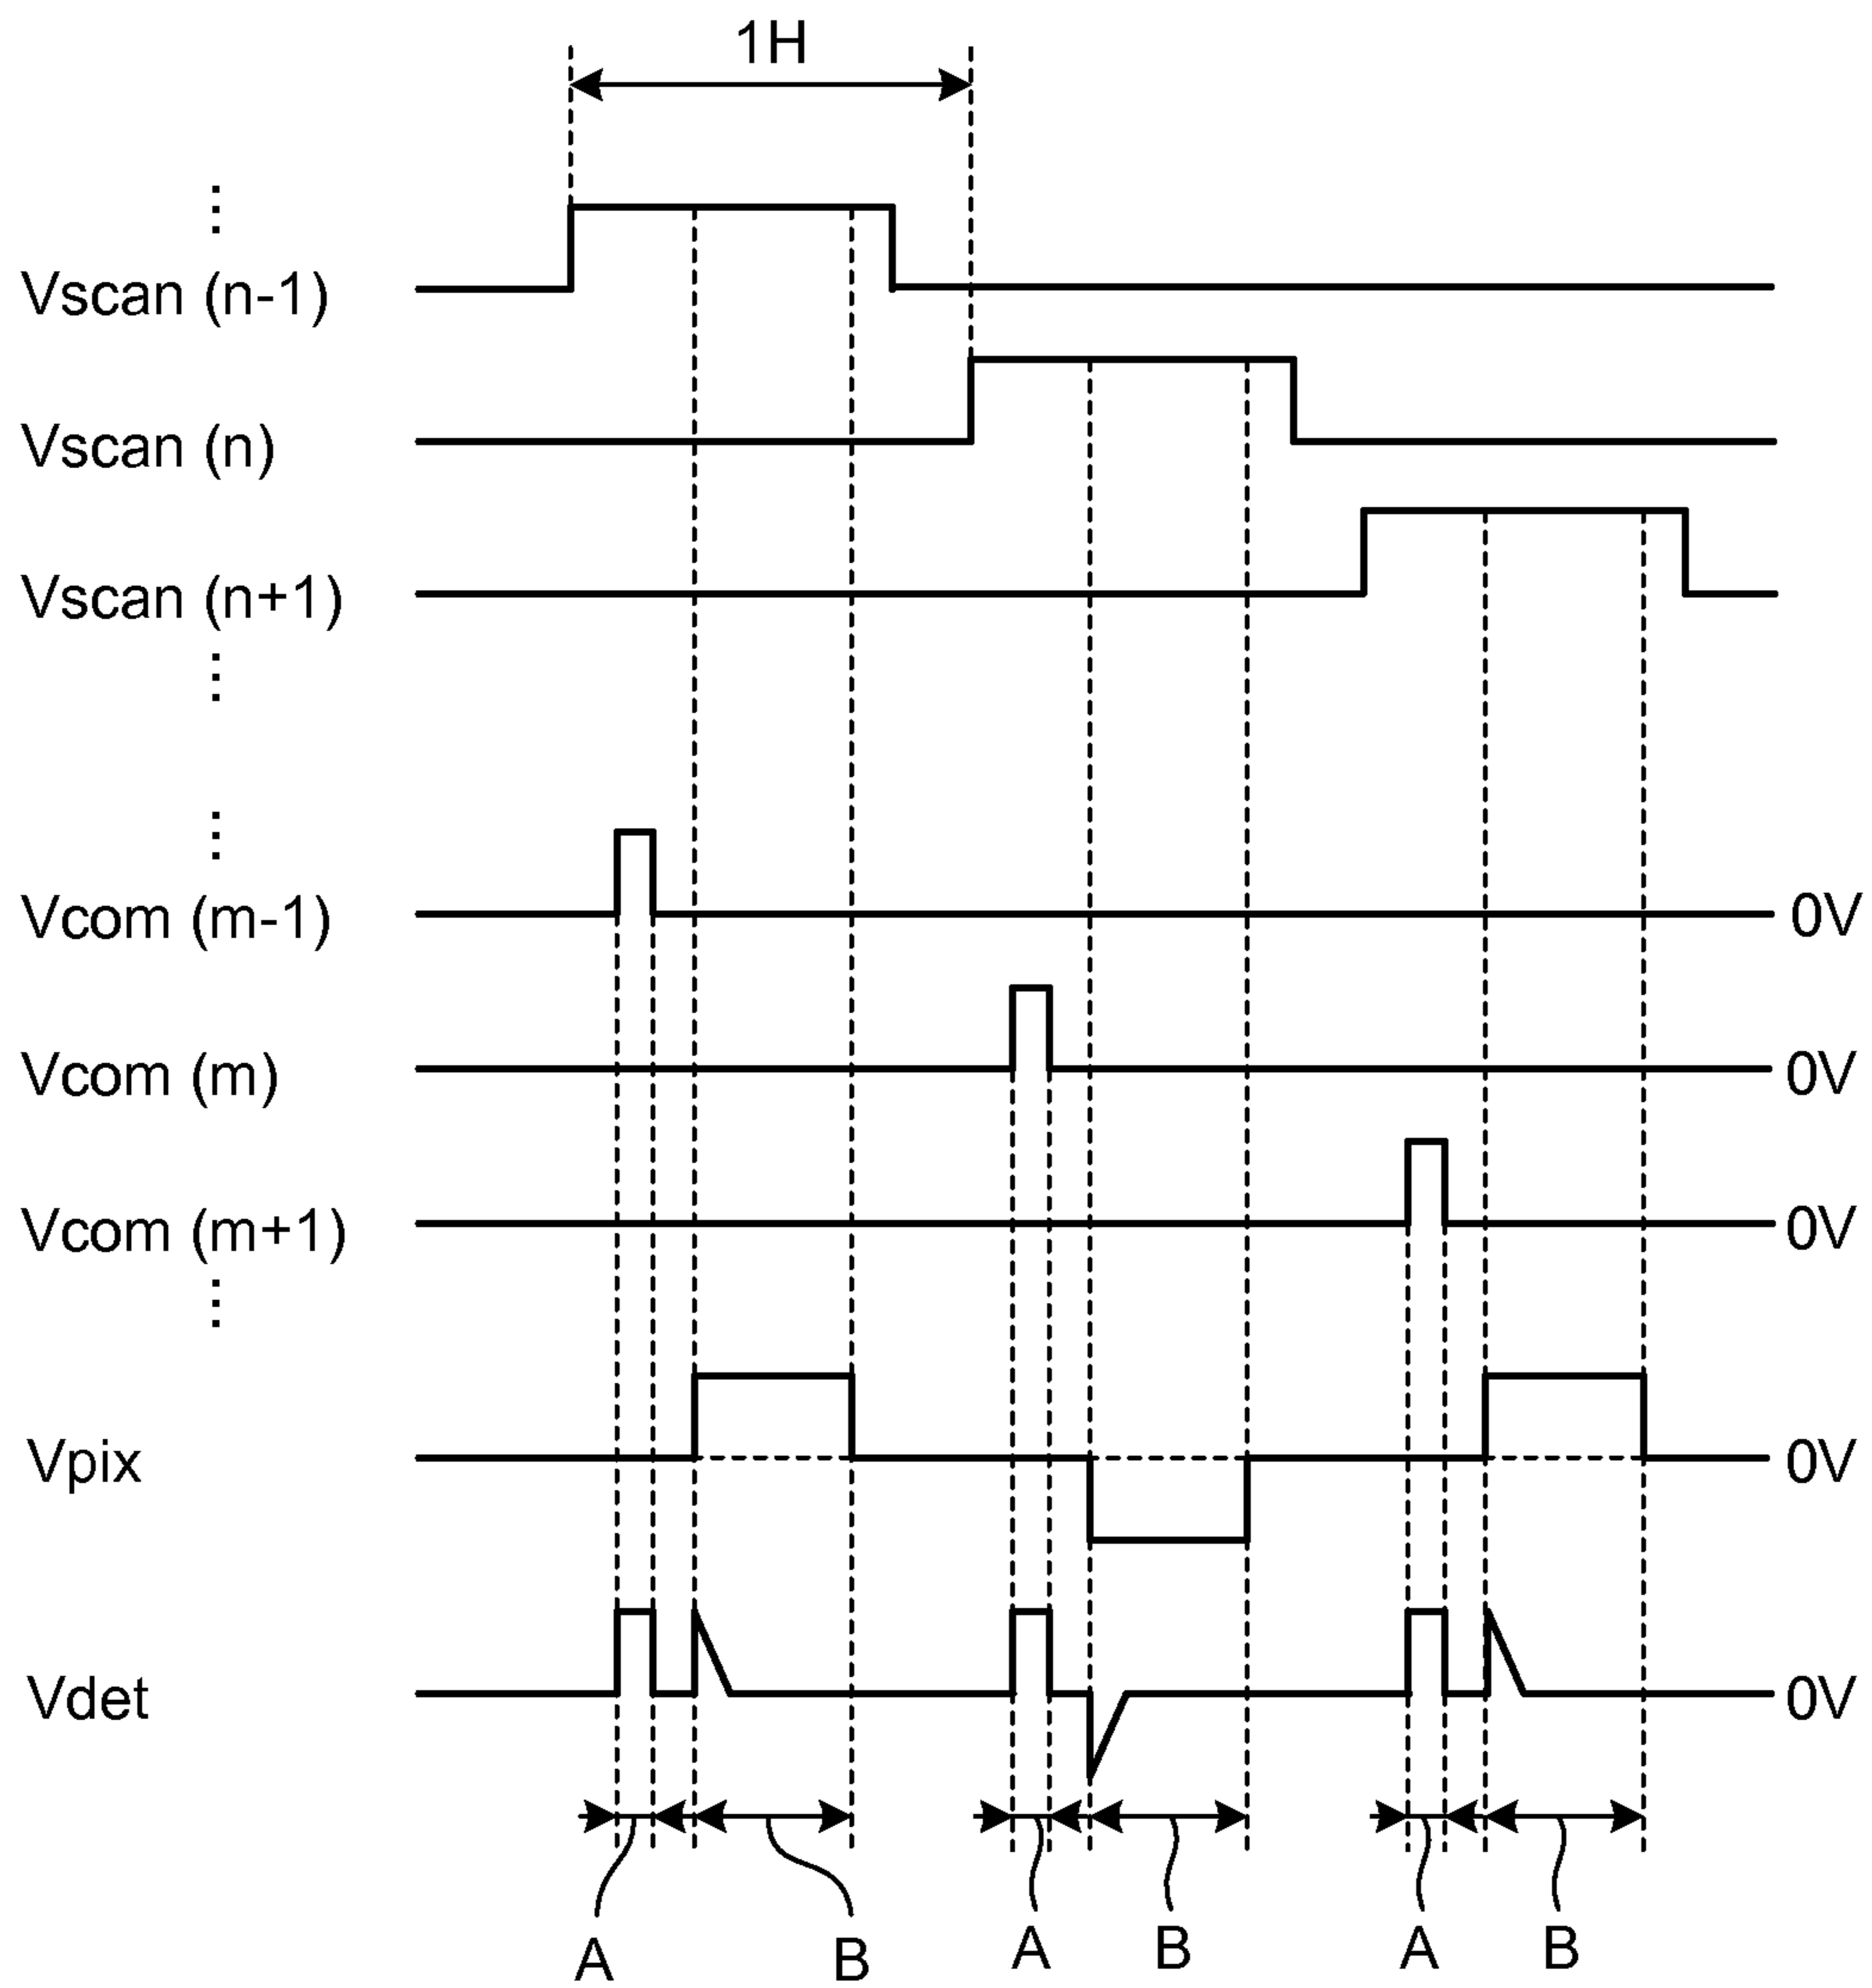 1H
⋮
Vscan (n-1)
Vscan (n)
Vscan (n+1)
⋮
⋮
Vcom (m-1) 0V
Vcom (m) 0V
Vcom (m+1) 0V
⋮
Vpix 0V
Vdet 0V
A B A B A B